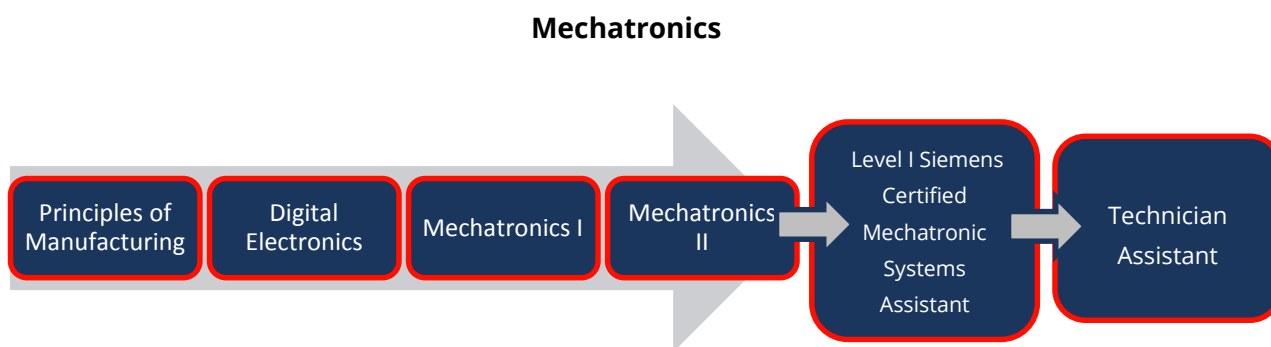 Mechatronics
Principles of
Manufacturing
Digital
Electronics
Mechatronics I
Mechatronics
II
Level I Siemens
Certified
Mechatronic
Systems
Assistant
Technician
Assistant